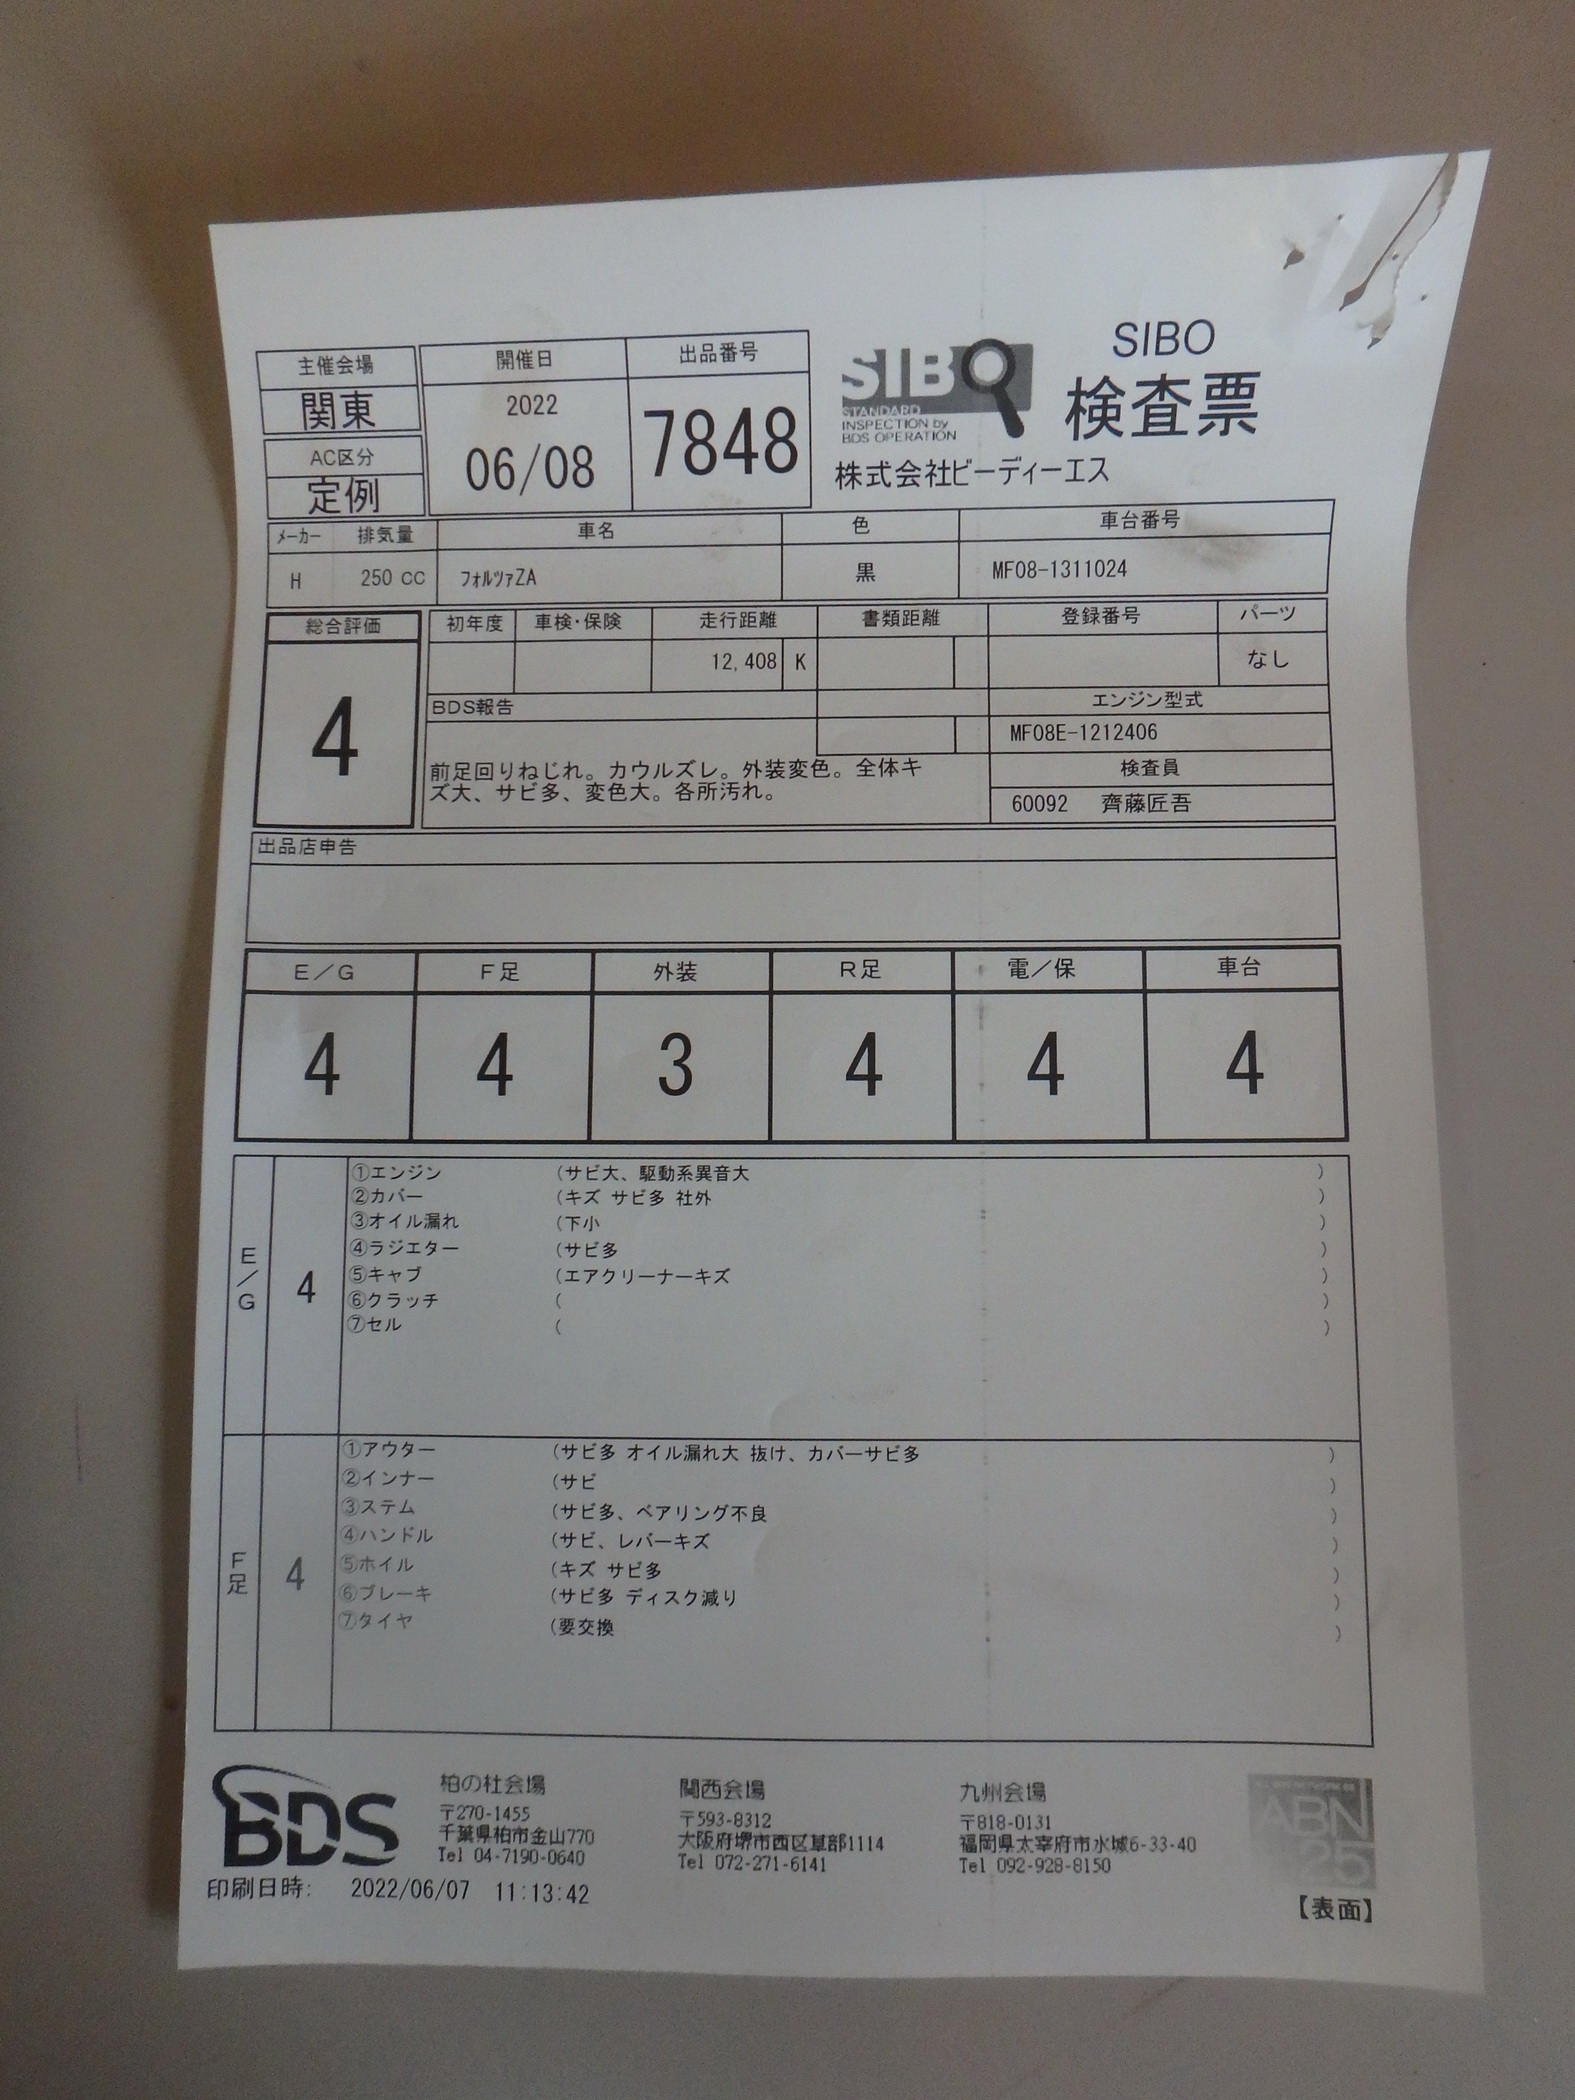 SIBO
検査票
SIBO
STANDARD
INSPECTION by
BDS OPERATION
株式会社ビーディーエス
主催会場 開催日 出品番号
関東 2022 06/08 7848
AC区分
定例
メーカー 排気量 車名 色 車台番号
H 250 CC フォルツァZA 黒 MF08-1311024
総合評価 初年度 車検・保険 走行距離 書類距離 登録番号 パーツ
4 12,408 K なし
BDS報告 エンジン型式
MF08E-1212406
前足回りねじれ。カウルズレ。外装変色。全体キ
ズ大、サビ多、変色大。各所汚れ。
検査員
60092 齊藤匠吾
出品店申告
E/G F足 外装 R足 電/保 車台
4 4 3 4 4 4
E/G 4
①エンジン (サビ大、駆動系異音大 )
②カバー (キズ サビ多 社外 )
③オイル漏れ (下小 )
④ラジエター (サビ多 )
⑤キャブ (エアクリーナーキズ )
⑥クラッチ ( )
⑦セル ( )
F足 4
①アウター (サビ多 オイル漏れ大 抜け、カバーサビ多 )
②インナー (サビ )
③ステム (サビ多、ベアリング不良 )
④ハンドル (サビ、レバーキズ )
⑤ホイル (キズ サビ多 )
⑥ブレーキ (サビ多 ディスク減り )
⑦タイヤ (要交換 )
BDS
柏の杜会場
〒270-1455
千葉県柏市金山770
Tel 04-7190-0640
関西会場
〒593-8312
大阪府堺市西区草部1114
Tel 072-271-6141
九州会場
〒818-0131
福岡県太宰府市水城6-33-40
Tel 092-928-8150
ABN
25
印刷日時: 2022/06/07 11:13:42
【表面】